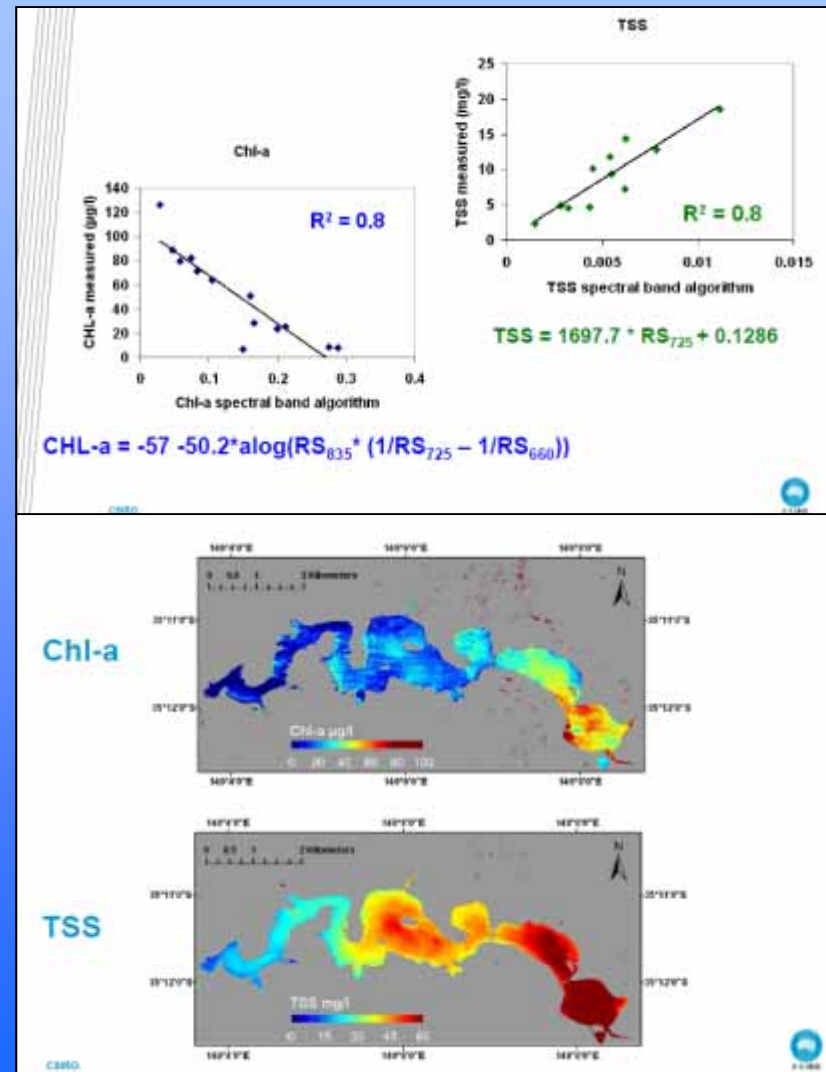 TSS
25
20
15
10
5
0
TSS measured (mg/l)
R² = 0.8
0 0.005 0.01 0.015
TSS spectral band algorithm
TSS = 1697.7 * RS₇₂₅ + 0.1286
Chl-a
140
120
100
80
60
40
20
0
CHL-a measured (µg/l)
R² = 0.8
0 0.1 0.2 0.3 0.4
Chl-a spectral band algorithm
CHL-a = -57 -50.2*alog(RS₈₃₅* (1/RS₇₂₅ – 1/RS₆₆₀))
CSIRO
Chl-a
N
Chl-a µg/l
0 20 40 60 80 100
TSS
N
TSS mg/l
15 30 45 60
CSIRO